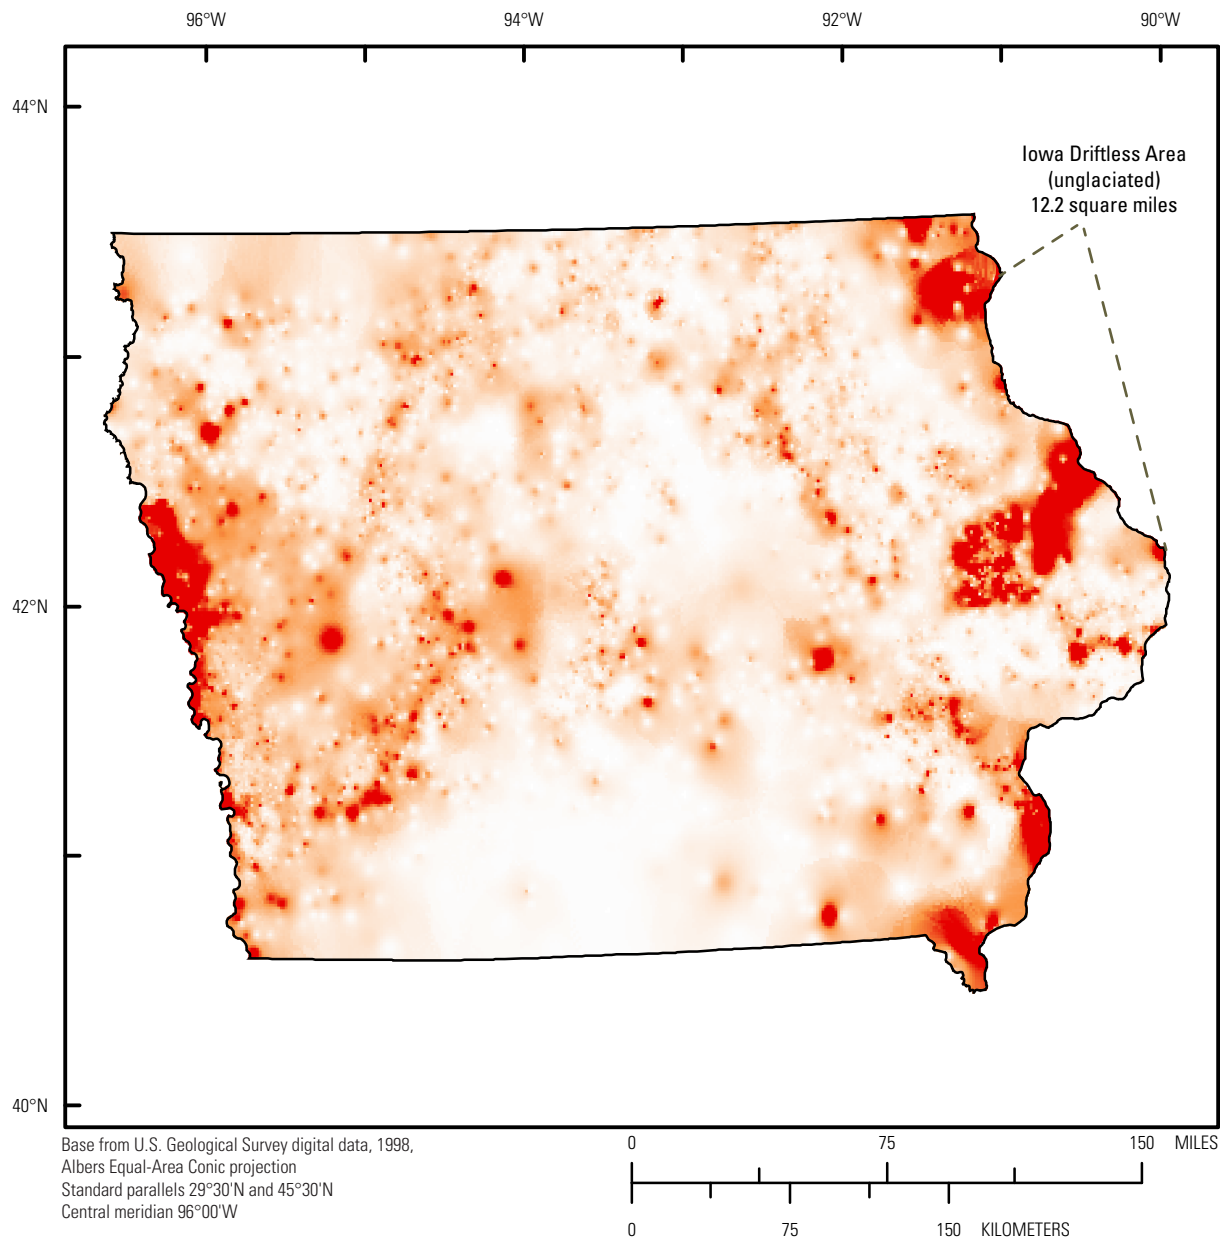 96°W 94°W 92°W 90°W
44°N
Iowa Driftless Area
(unglaciated)
12.2 square miles
42°N
40°N
Base from U.S. Geological Survey digital data, 1998,
Albers Equal-Area Conic projection
Standard parallels 29°30'N and 45°30'N
Central meridian 96°00'W
0 75 150 MILES
0 75 150 KILOMETERS